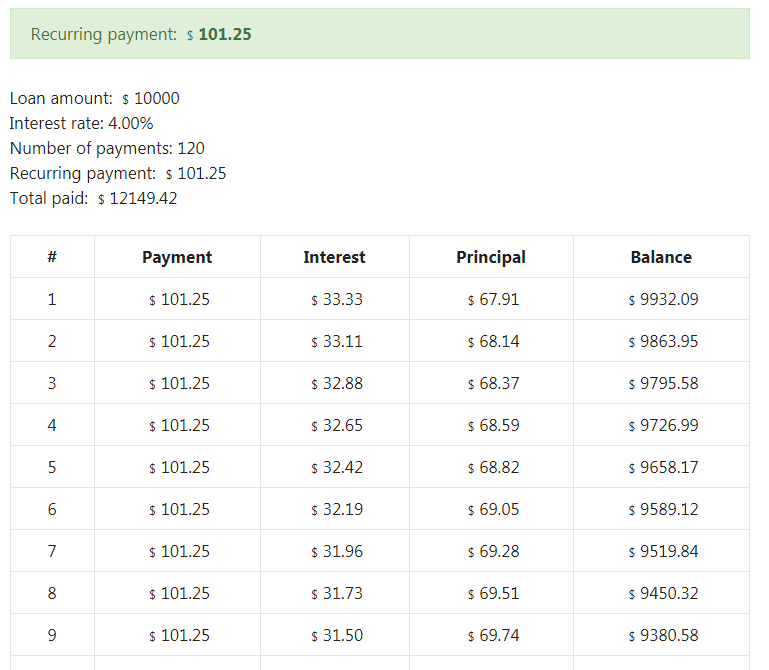 Recurring payment: $ 101.25
Loan amount: $ 10000
Interest rate: 4.00%
Number of payments: 120
Recurring payment: $ 101.25
Total paid: $ 12149.42
# Payment Interest Principal Balance
1 $ 101.25 $ 33.33 $ 67.91 $ 9932.09
2 $ 101.25 $ 33.11 $ 68.14 $ 9863.95
3 $ 101.25 $ 32.88 $ 68.37 $ 9795.58
4 $ 101.25 $ 32.65 $ 68.59 $ 9726.99
5 $ 101.25 $ 32.42 $ 68.82 $ 9658.17
6 $ 101.25 $ 32.19 $ 69.05 $ 9589.12
7 $ 101.25 $ 31.96 $ 69.28 $ 9519.84
8 $ 101.25 $ 31.73 $ 69.51 $ 9450.32
9 $ 101.25 $ 31.50 $ 69.74 $ 9380.58